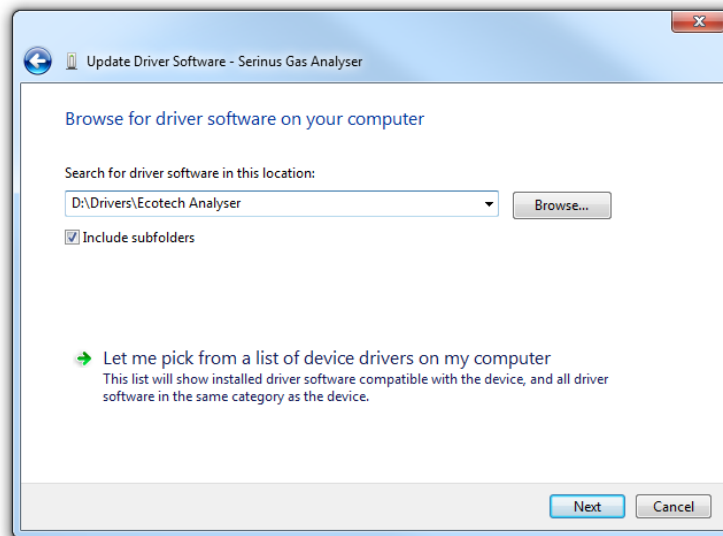 Update Driver Software - Serinus Gas Analyser
Browse for driver software on your computer
Search for driver software in this location:
D:\Drivers\Ecotech Analyser
Browse...
Include subfolders
Let me pick from a list of device drivers on my computer
This list will show installed driver software compatible with the device, and all driver
software in the same category as the device.
Next
Cancel